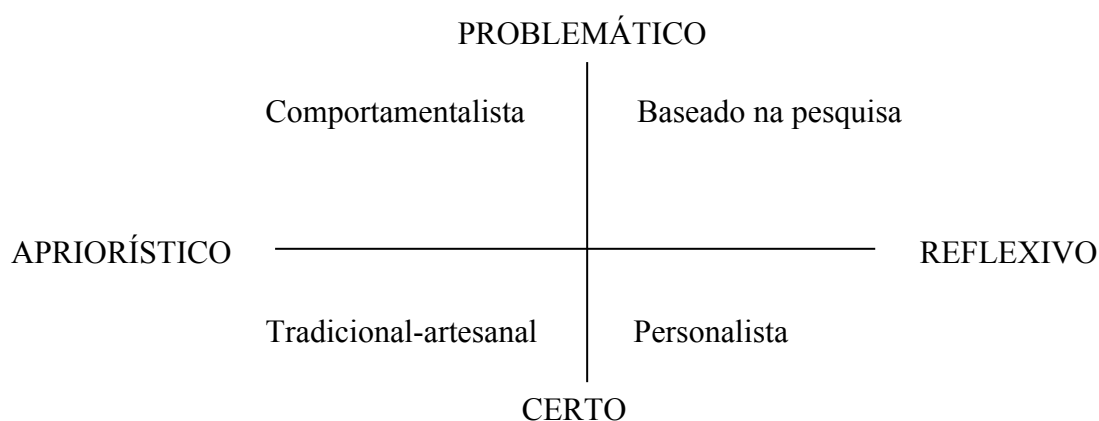 PROBLEMÁTICO
Comportamentalista Baseado na pesquisa
APRIORÍSTICO REFLEXIVO
Tradicional-artesanal Personalista
CERTO